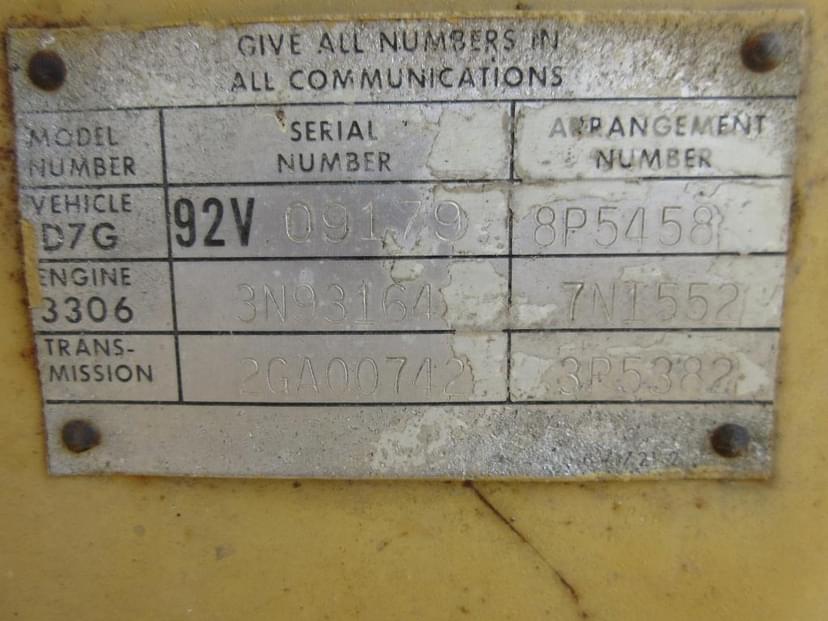 GIVE ALL NUMBERS IN
ALL COMMUNICATIONS
MODEL NUMBER SERIAL NUMBER ARRANGEMENT NUMBER
VEHICLE D7G 92V 09179 8P5458
ENGINE 3306 3N93164 7N1552
TRANS-MISSION 2GA00742 3P5382